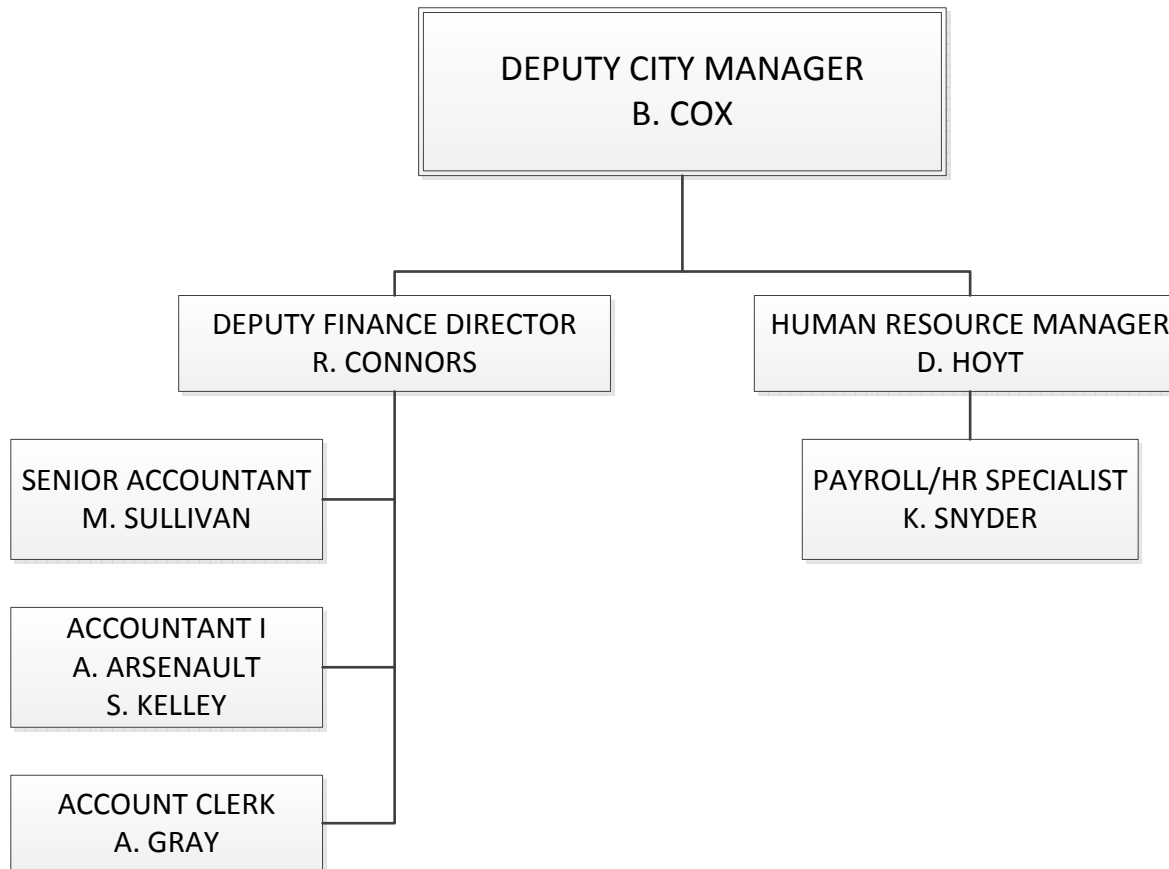 DEPUTY CITY MANAGER
B. COX
DEPUTY FINANCE DIRECTOR
R. CONNORS
HUMAN RESOURCE MANAGER
D. HOYT
SENIOR ACCOUNTANT
M. SULLIVAN
PAYROLL/HR SPECIALIST
K. SNYDER
ACCOUNTANT I
A. ARSENAULT
S. KELLEY
ACCOUNT CLERK
A. GRAY